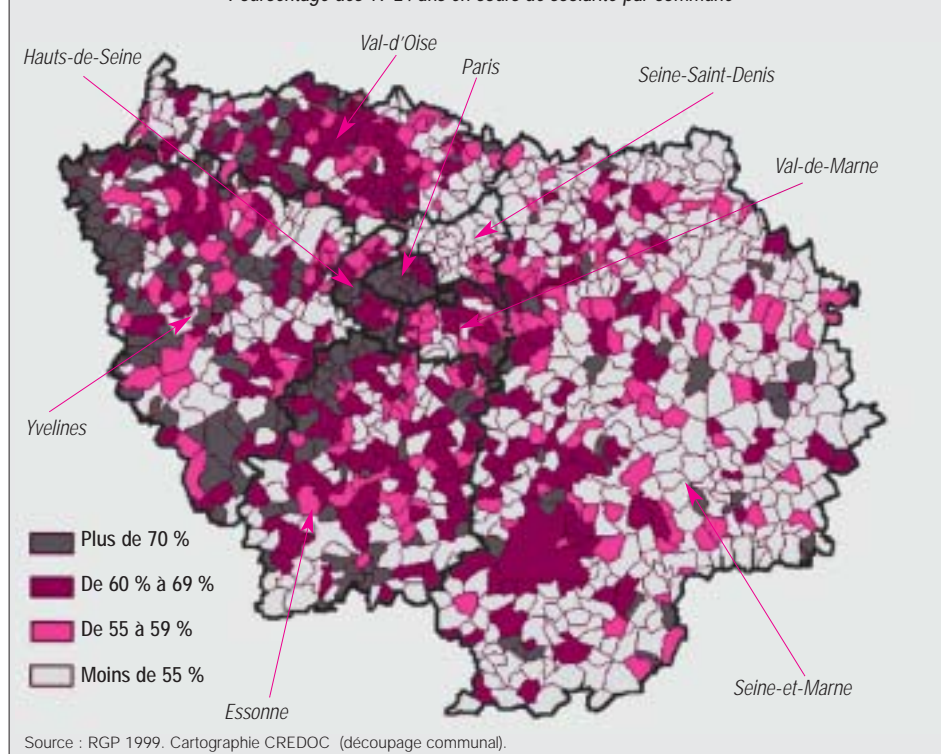 Val-d'Oise
Hauts-de-Seine
Paris
Seine-Saint-Denis
Val-de-Marne
Yvelines
Plus de 70 %
De 60 % à 69 %
De 55 à 59 %
Moins de 55 %
Essonne
Seine-et-Marne
Source : RGP 1999. Cartographie CREDOC (découpage communal).